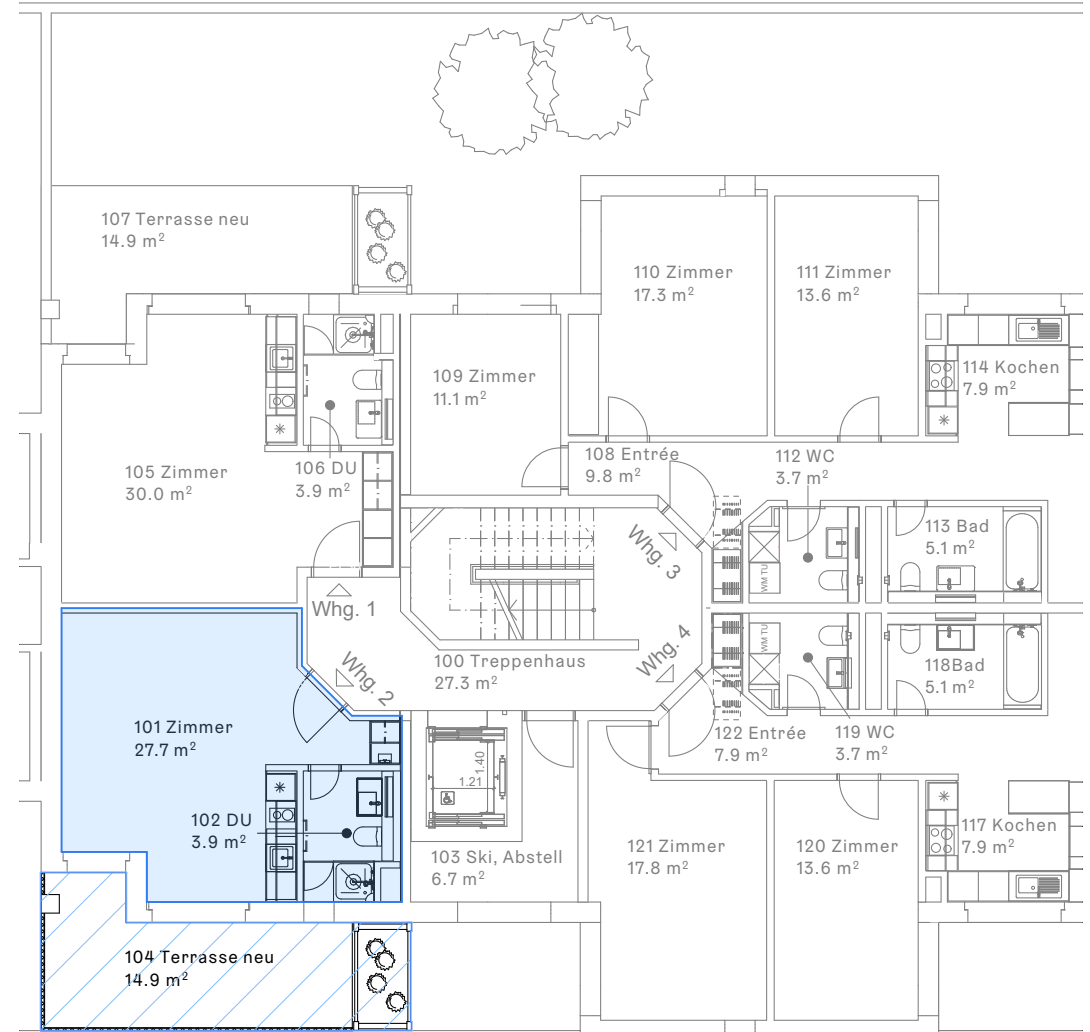 107 Terrasse neu
14.9 m²
110 Zimmer
17.3 m²
111 Zimmer
13.6 m²
109 Zimmer
11.1 m²
114 Kochen
7.9 m²
105 Zimmer
30.0 m²
106 DU
3.9 m²
108 Entrée
9.8 m²
112 WC
3.7 m²
113 Bad
5.1 m²
Whg. 3
WM TU
Whg. 1
Whg. 2
100 Treppenhaus
27.3 m²
Whg. 4
WM TU
118Bad
5.1 m²
101 Zimmer
27.7 m²
122 Entrée
7.9 m²
119 WC
3.7 m²
1.40
1.21
102 DU
3.9 m²
103 Ski, Abstell
6.7 m²
121 Zimmer
17.8 m²
120 Zimmer
13.6 m²
117 Kochen
7.9 m²
104 Terrasse neu
14.9 m²